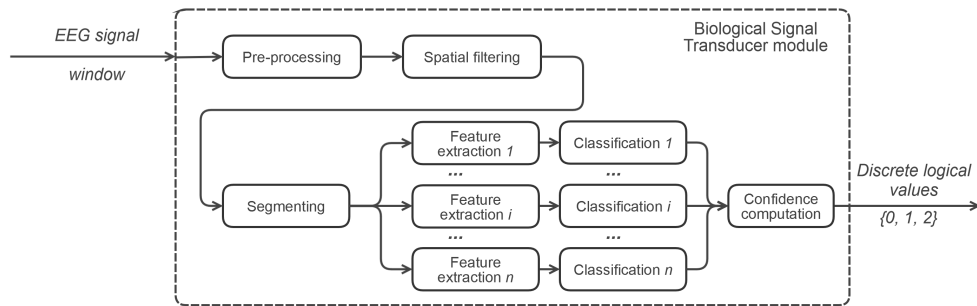 EEG signal
window
Biological Signal
Transducer module
Pre-processing
Spatial filtering
Segmenting
Feature
extraction 1
Classification 1
...
...
Feature
extraction i
Classification i
...
...
Feature
extraction n
Classification n
Confidence
computation
Discrete logical
values
{0, 1, 2}